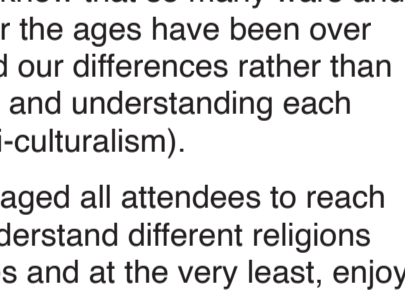 know that so many wars and
r the ages have been over
d our differences rather than
and understanding each
i-culturalism).
aged all attendees to reach
derstand different religions
s and at the very least, enjoy